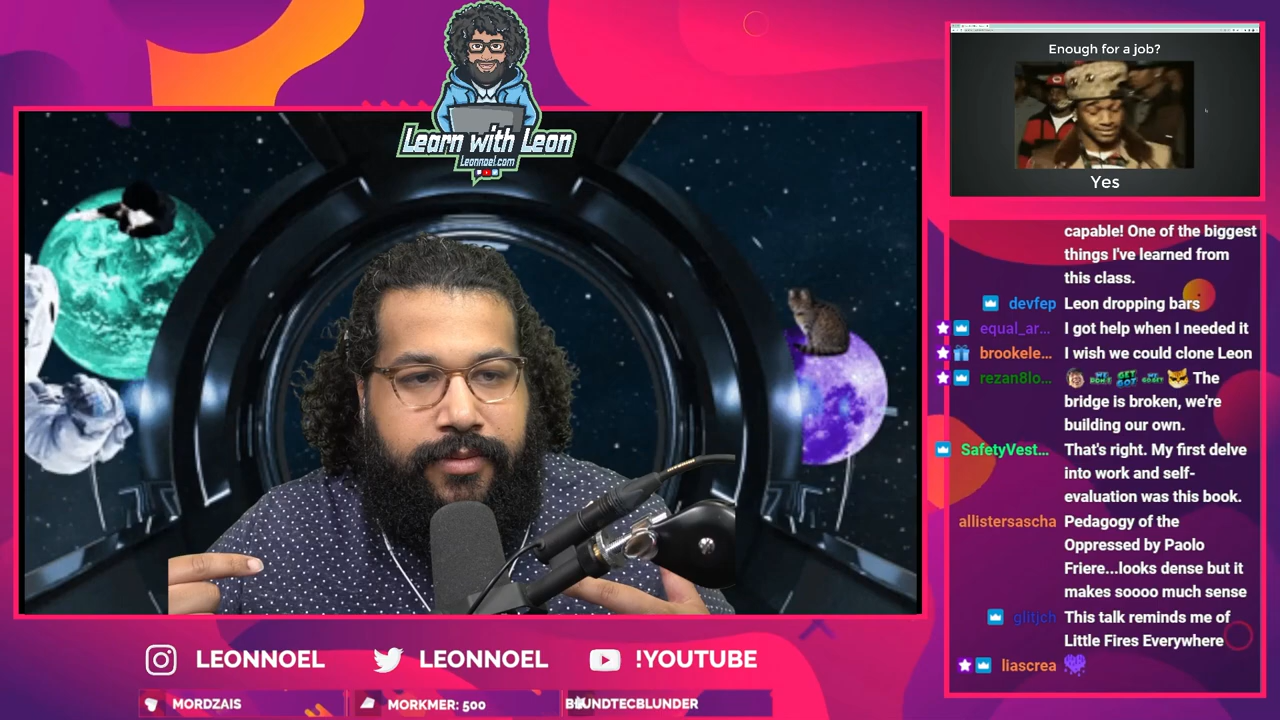 Learn with Leon
Leonnoel.com
Enough for a job?
Yes
capable! One of the biggest
things I've learned from
this class.
devfep Leon dropping bars
equal_ar... I got help when I needed it
brookele... I wish we could clone Leon
rezan8lo... WE GET WE The
bridge is broken, we're
building our own.
SafetyVest... That's right. My first delve
into work and self-
evaluation was this book.
allistersascha Pedagogy of the
Oppressed by Paolo
Friere...looks dense but it
makes soooo much sense
glitjch This talk reminds me of
Little Fires Everywhere
liascrea
LEONNOEL LEONNOEL !YOUTUBE
MORDZAIS MORKMER: 500